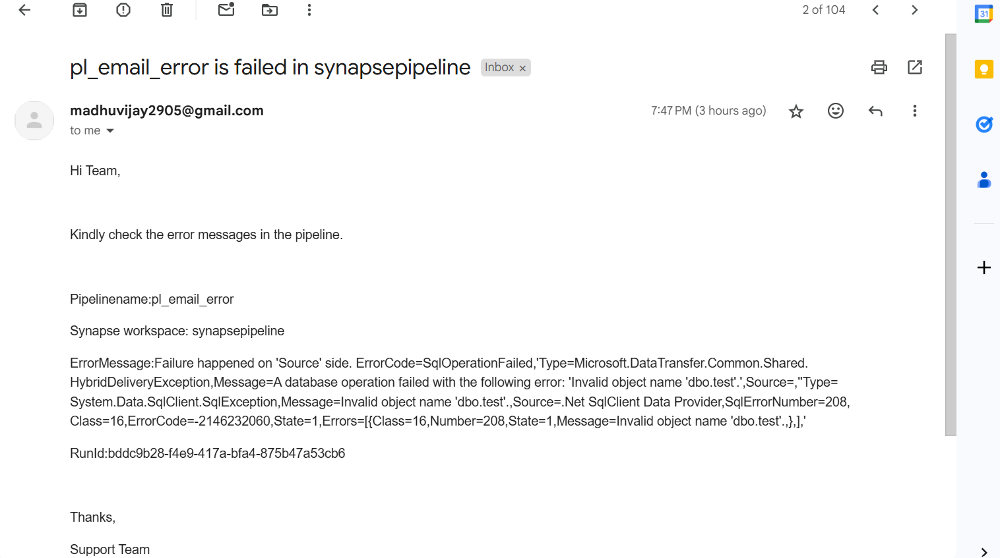 2 of 104
31
pl_email_error is failed in synapsepipeline Inbox ×
madhuvijay2905@gmail.com 7:47 PM (3 hours ago)
to me
Hi Team,
Kindly check the error messages in the pipeline.
Pipelinename:pl_email_error
Synapse workspace: synapsepipeline
ErrorMessage:Failure happened on 'Source' side. ErrorCode=SqlOperationFailed,'Type=Microsoft.DataTransfer.Common.Shared.
HybridDeliveryException,Message=A database operation failed with the following error: 'Invalid object name 'dbo.test'.',Source=,''Type=
System.Data.SqlClient.SqlException,Message=Invalid object name 'dbo.test'.,Source=.Net SqlClient Data Provider,SqlErrorNumber=208,
Class=16,ErrorCode=-2146232060,State=1,Errors=[{Class=16,Number=208,State=1,Message=Invalid object name 'dbo.test'.,},],'
RunId:bddc9b28-f4e9-417a-bfa4-875b47a53cb6
Thanks,
Support Team